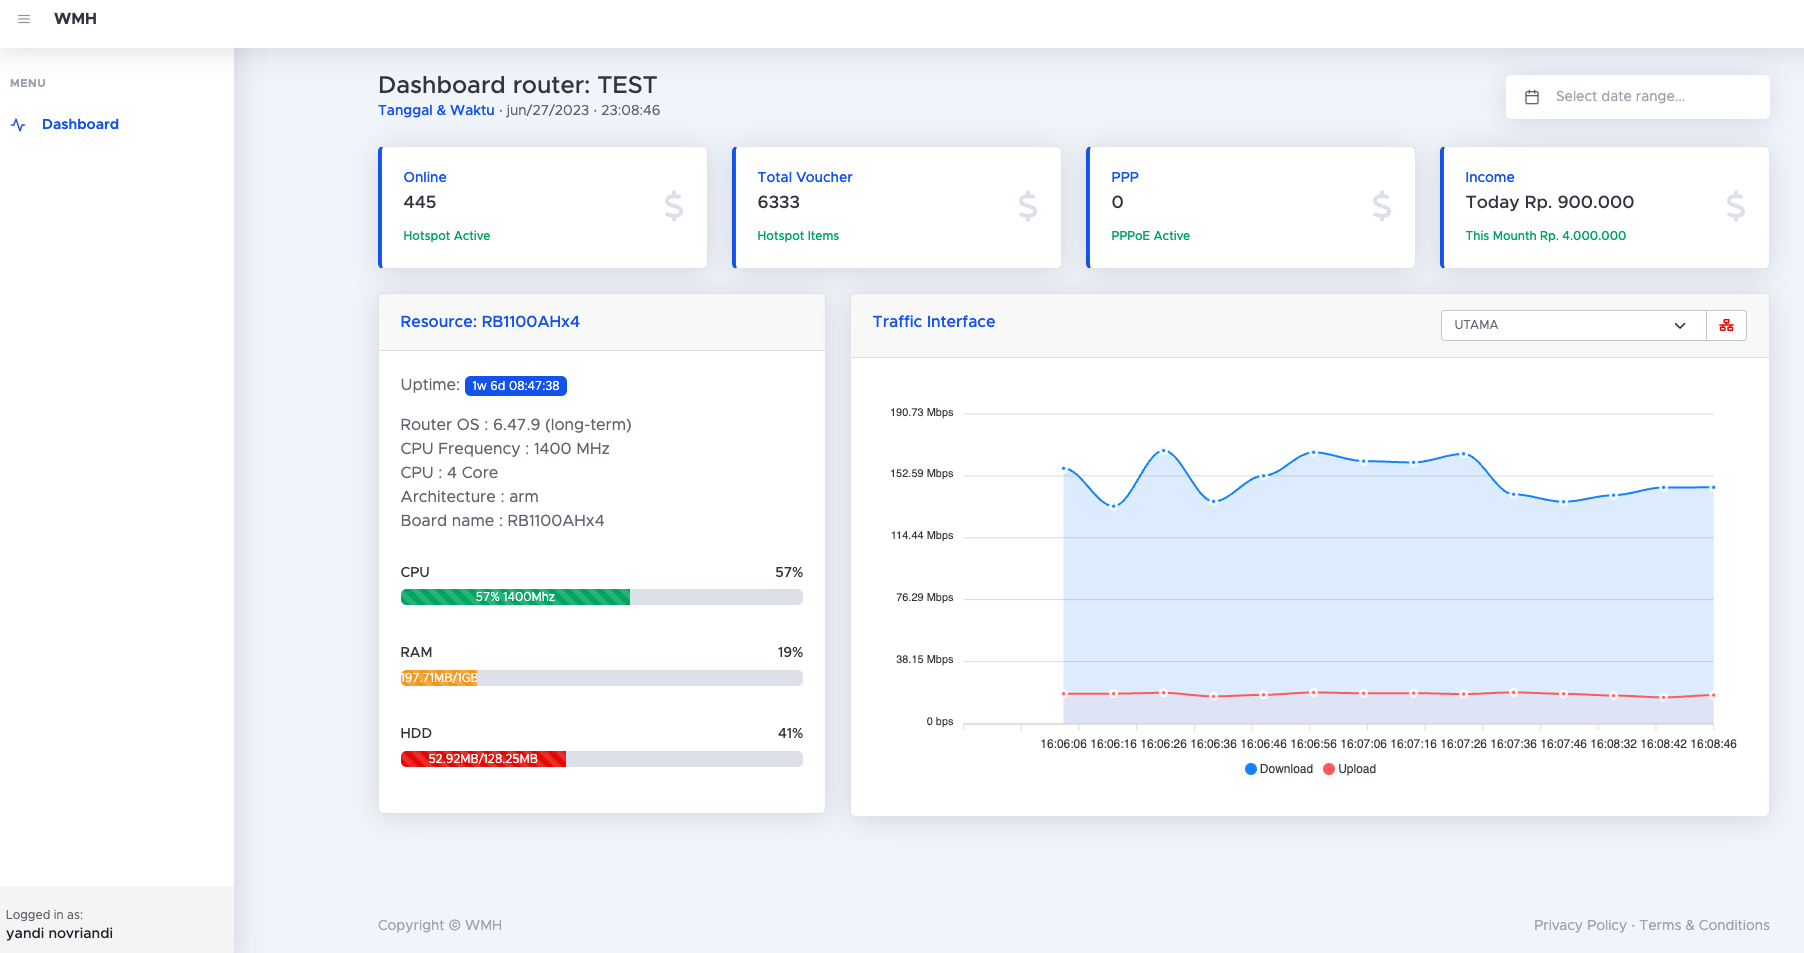 WMH
MENU
Dashboard
Dashboard router: TEST
Tanggal & Waktu · jun/27/2023 · 23:08:46
Select date range...
Online
445
Hotspot Active
$
Total Voucher
6333
Hotspot Items
$
PPP
0
PPPoE Active
$
Income
Today Rp. 900.000
This Mounth Rp. 4.000.000
$
Resource: RB1100AHx4
Uptime: 1w 6d 08:47:38
Router OS : 6.47.9 (long-term)
CPU Frequency : 1400 MHz
CPU : 4 Core
Architecture : arm
Board name : RB1100AHx4
CPU 57%
57% 1400Mhz
RAM 19%
197.71MB/1GB
HDD 41%
52.92MB/128.25MB
Traffic Interface
UTAMA
190.73 Mbps
152.59 Mbps
114.44 Mbps
76.29 Mbps
38.15 Mbps
0 bps
16:06:06 16:06:16 16:06:26 16:06:36 16:06:46 16:06:56 16:07:06 16:07:16 16:07:26 16:07:36 16:07:46 16:08:32 16:08:42 16:08:46
Download Upload
Logged in as:
yandi novriandi
Copyright © WMH
Privacy Policy · Terms & Conditions